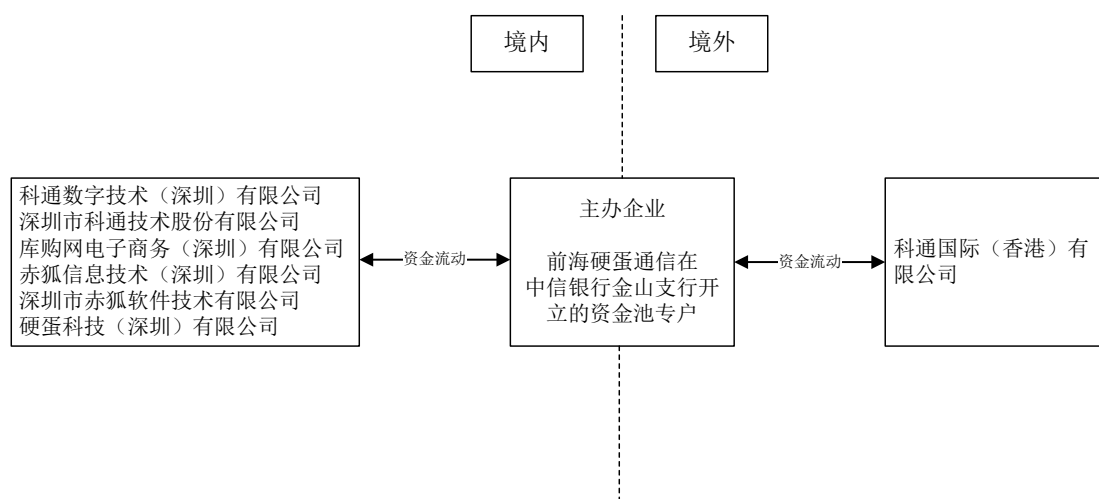 境内
境外
科通数字技术（深圳）有限公司
深圳市科通技术股份有限公司
库购网电子商务（深圳）有限公司
赤狐信息技术（深圳）有限公司
深圳市赤狐软件技术有限公司
硬蛋科技（深圳）有限公司
资金流动
主办企业
前海硬蛋通信在
中信银行金山支行开
立的资金池专户
资金流动
科通国际（香港）有
限公司